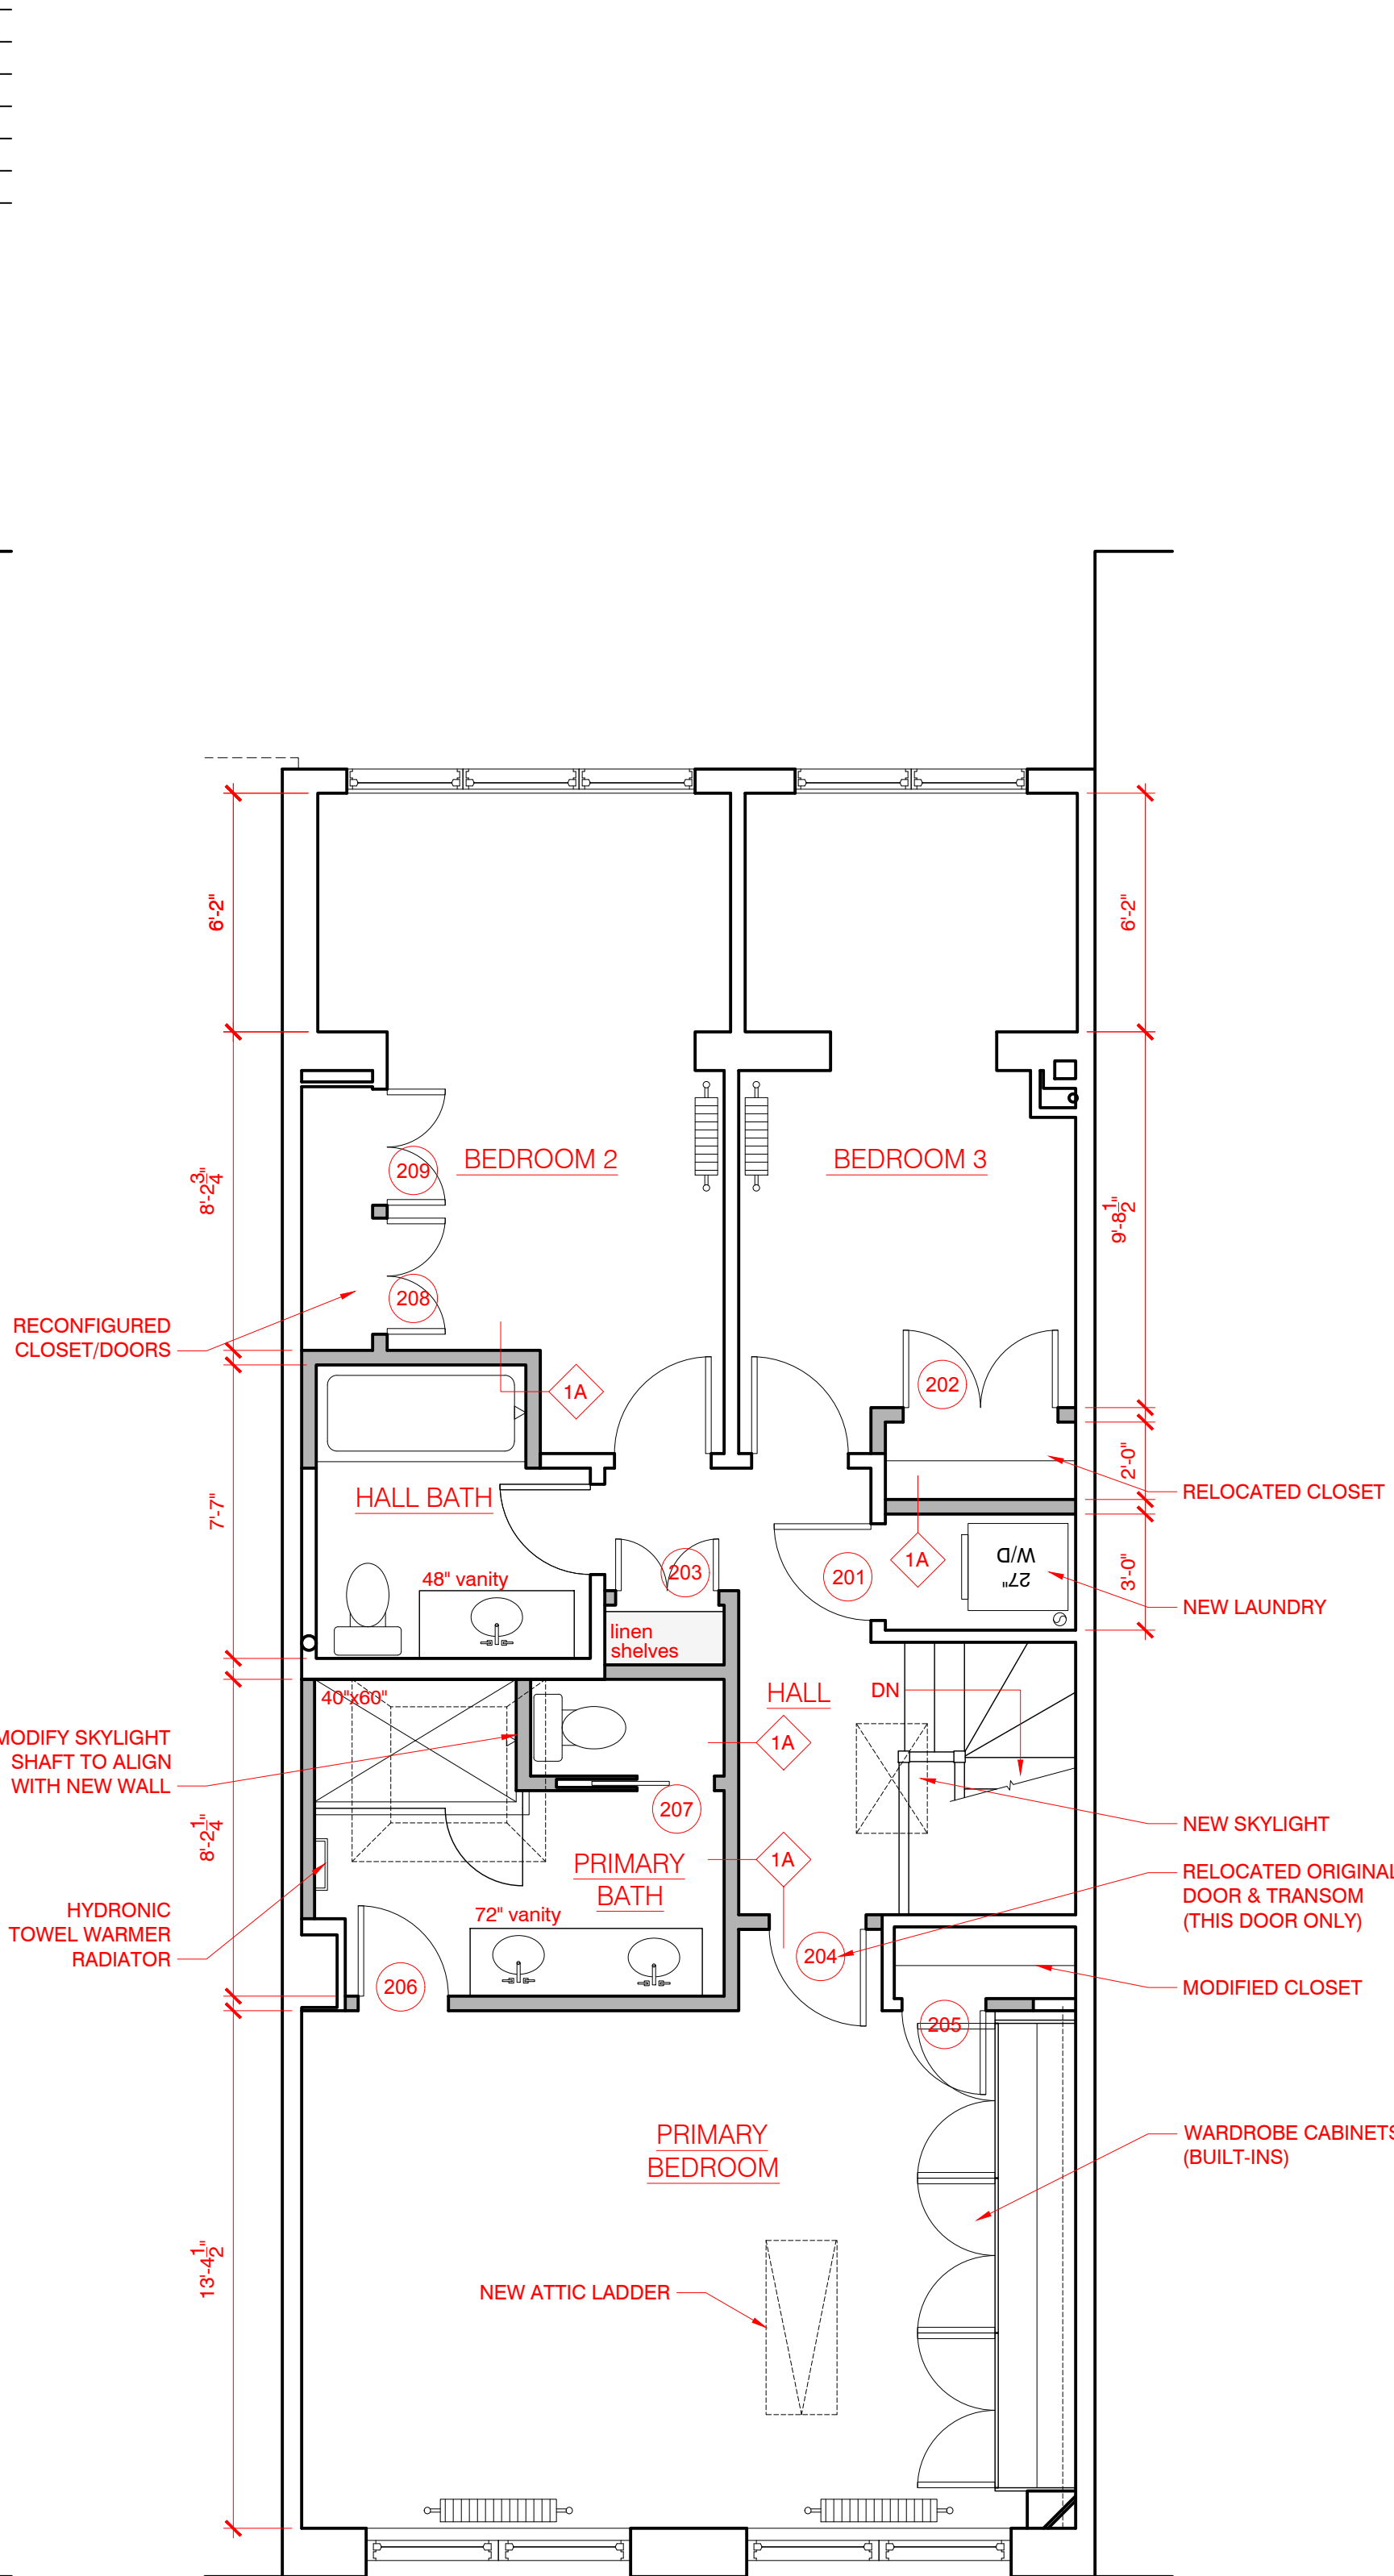 6'-2"
6'-2"
BEDROOM 2
BEDROOM 3
209
8'-2 3/4"
9'-8 1/2"
208
RECONFIGURED
CLOSET/DOORS
1A
202
2'-0"
RELOCATED CLOSET
HALL BATH
7'-7"
203
201
1A
27"
W/D
3'-0"
48" vanity
NEW LAUNDRY
linen
shelves
40"x60"
HALL
DN
MODIFY SKYLIGHT
SHAFT TO ALIGN
WITH NEW WALL
1A
207
8'-2 1/4"
NEW SKYLIGHT
PRIMARY
BATH
1A
RELOCATED ORIGINAL
DOOR & TRANSOM
(THIS DOOR ONLY)
HYDRONIC
TOWEL WARMER
RADIATOR
72" vanity
204
206
MODIFIED CLOSET
205
PRIMARY
BEDROOM
WARDROBE CABINETS
(BUILT-INS)
13'-4 1/2"
NEW ATTIC LADDER